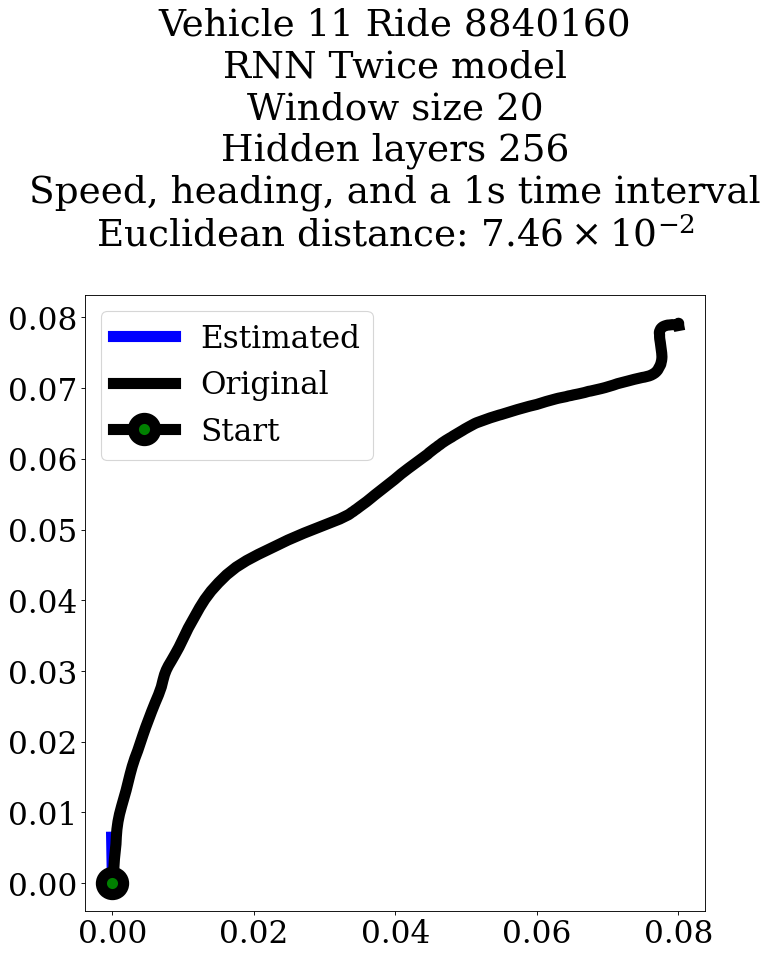 Vehicle 11 Ride 8840160
RNN Twice model
Window size 20
Hidden layers 256
Speed, heading, and a 1s time interval
Euclidean distance: 7.46 × 10⁻²
Estimated
Original
Start
0.08
0.07
0.06
0.05
0.04
0.03
0.02
0.01
0.00
0.00 0.02 0.04 0.06 0.08